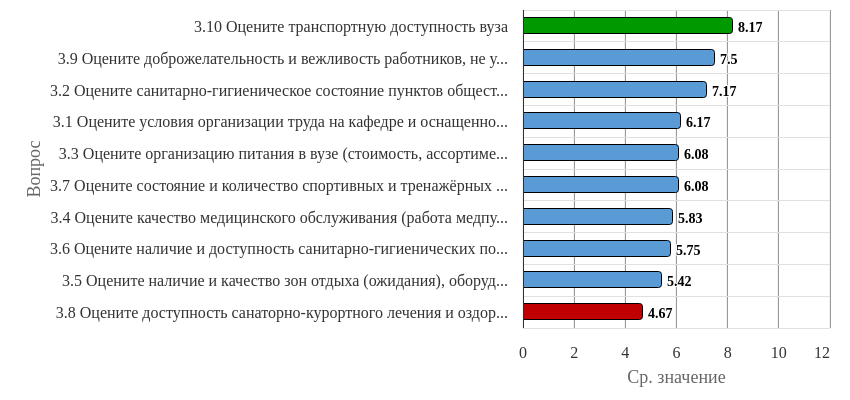 3.10 Оцените транспортную доступность вуза 8.17
3.9 Оцените доброжелательность и вежливость работников, не у... 7.5
3.2 Оцените санитарно-гигиеническое состояние пунктов общест... 7.17
3.1 Оцените условия организации труда на кафедре и оснащенно... 6.17
3.3 Оцените организацию питания в вузе (стоимость, ассортиме... 6.08
3.7 Оцените состояние и количество спортивных и тренажёрных ... 6.08
3.4 Оцените качество медицинского обслуживания (работа медпу... 5.83
3.6 Оцените наличие и доступность санитарно-гигиенических по... 5.75
3.5 Оцените наличие и качество зон отдыха (ожидания), оборуд... 5.42
3.8 Оцените доступность санаторно-курортного лечения и оздор... 4.67
Вопрос
0 2 4 6 8 10 12
Ср. значение